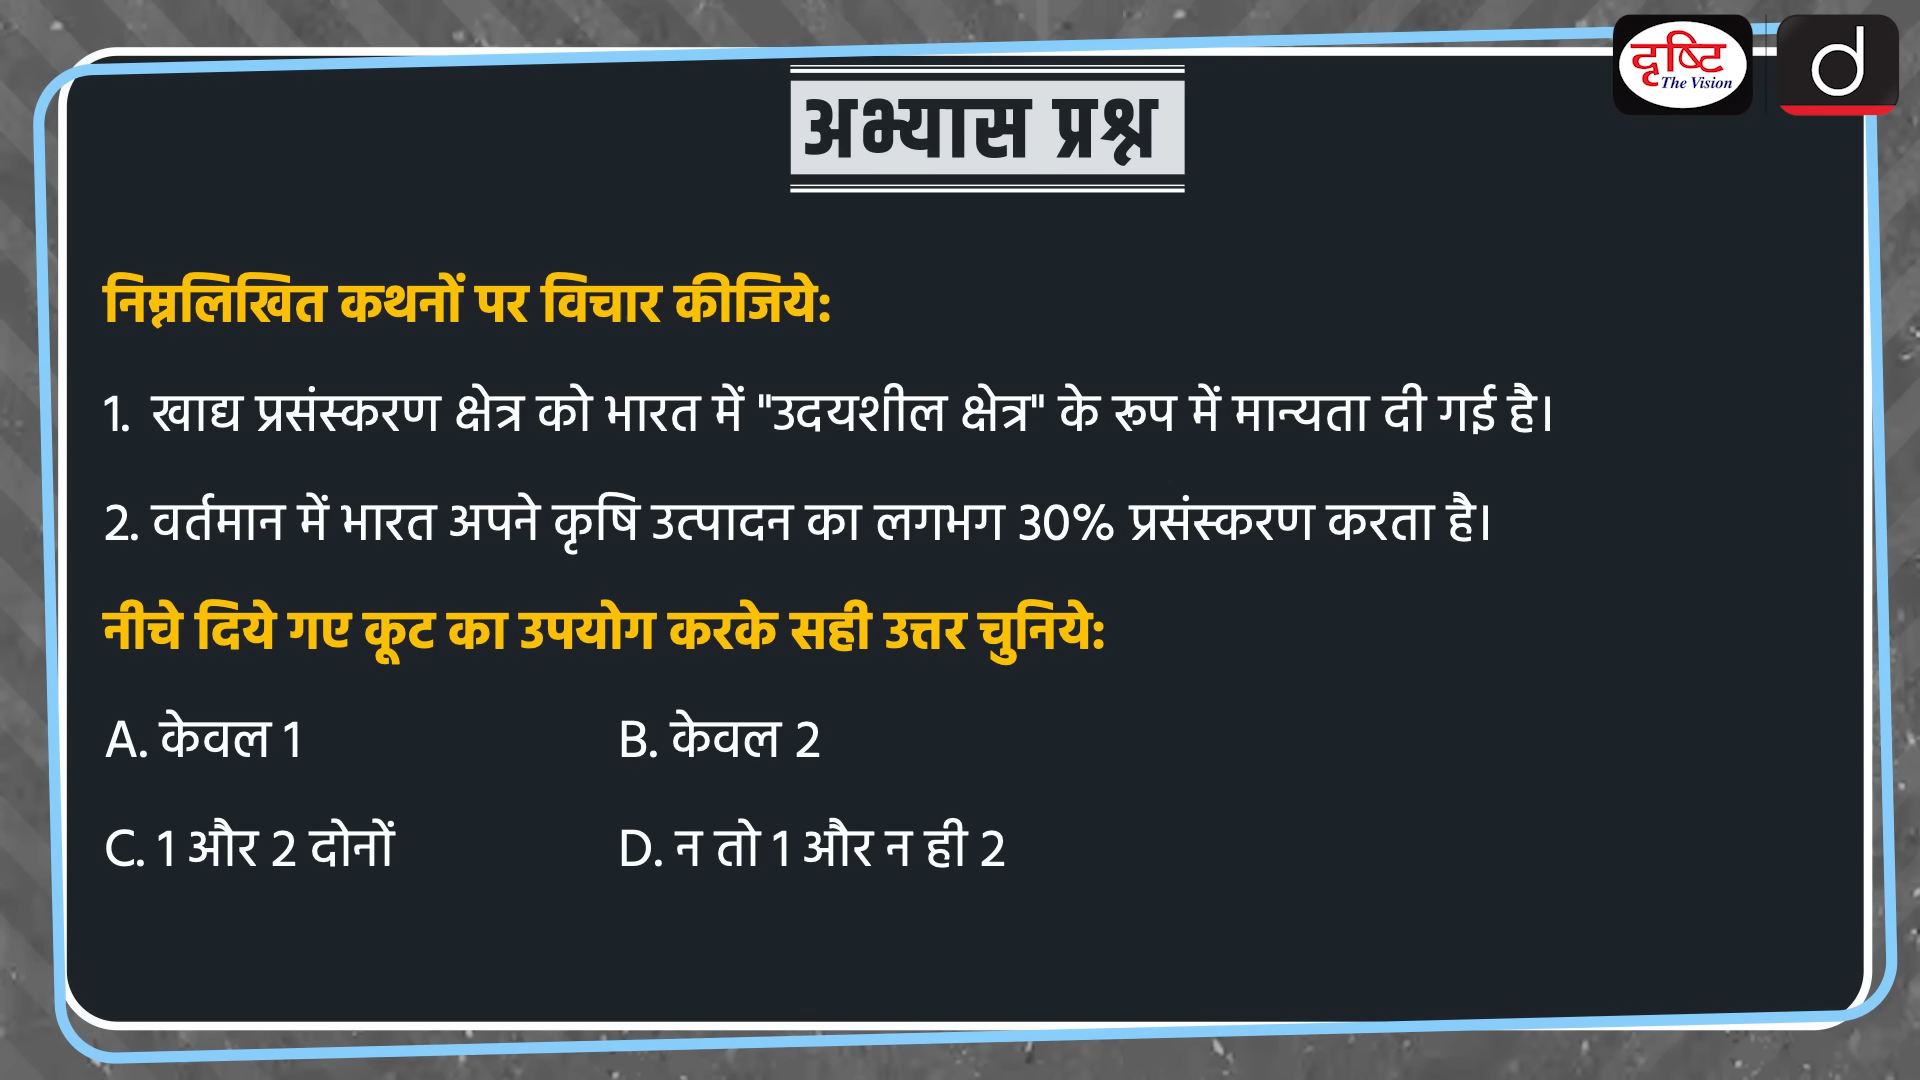 दृष्टि
The Vision
d
अभ्यास प्रश्न
निम्नलिखित कथनों पर विचार कीजिये:
1. खाद्य प्रसंस्करण क्षेत्र को भारत में "उदयशील क्षेत्र" के रूप में मान्यता दी गई है।
2. वर्तमान में भारत अपने कृषि उत्पादन का लगभग 30% प्रसंस्करण करता है।
नीचे दिये गए कूट का उपयोग करके सही उत्तर चुनिये:
A. केवल 1 B. केवल 2
C. 1 और 2 दोनों D. न तो 1 और न ही 2